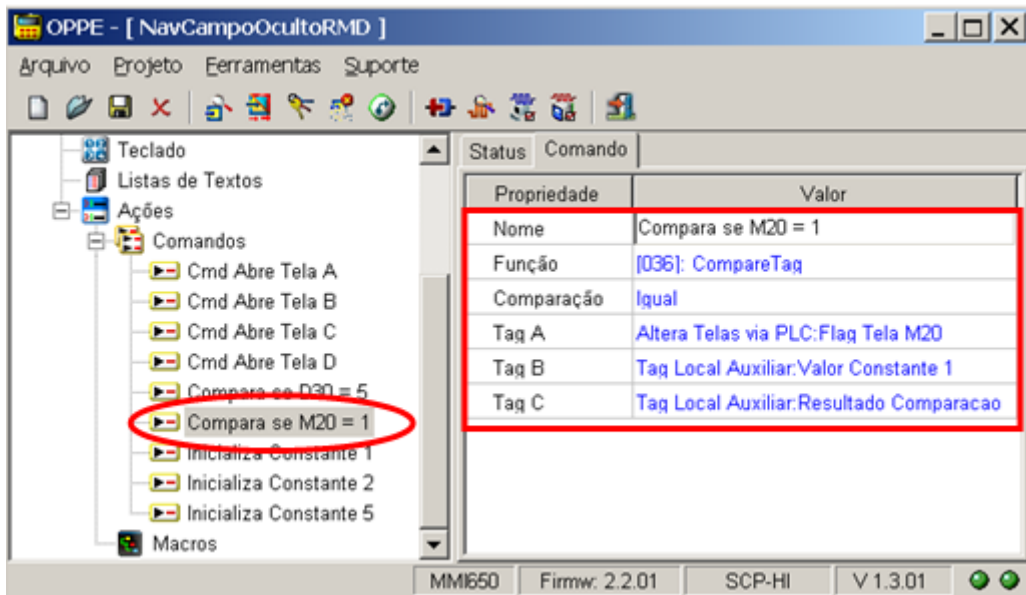 OPPE - [ NavCampoOcultoRMD ]
Arquivo Projeto Ferramentas Suporte
Teclado
Listas de Textos
Ações
Comandos
Cmd Abre Tela A
Cmd Abre Tela B
Cmd Abre Tela C
Cmd Abre Tela D
Compara se D30 = 5
Compara se M20 = 1
Inicializa Constante 1
Inicializa Constante 2
Inicializa Constante 5
Macros
Status Comando
Propriedade Valor
Nome Compara se M20 = 1
Função [036]: CompareTag
Comparação Igual
Tag A Altera Telas via PLC:Flag Tela M20
Tag B Tag Local Auxiliar:Valor Constante 1
Tag C Tag Local Auxiliar:Resultado Comparacao
MMI650 Firmw: 2.2.01 SCP-HI V 1.3.01